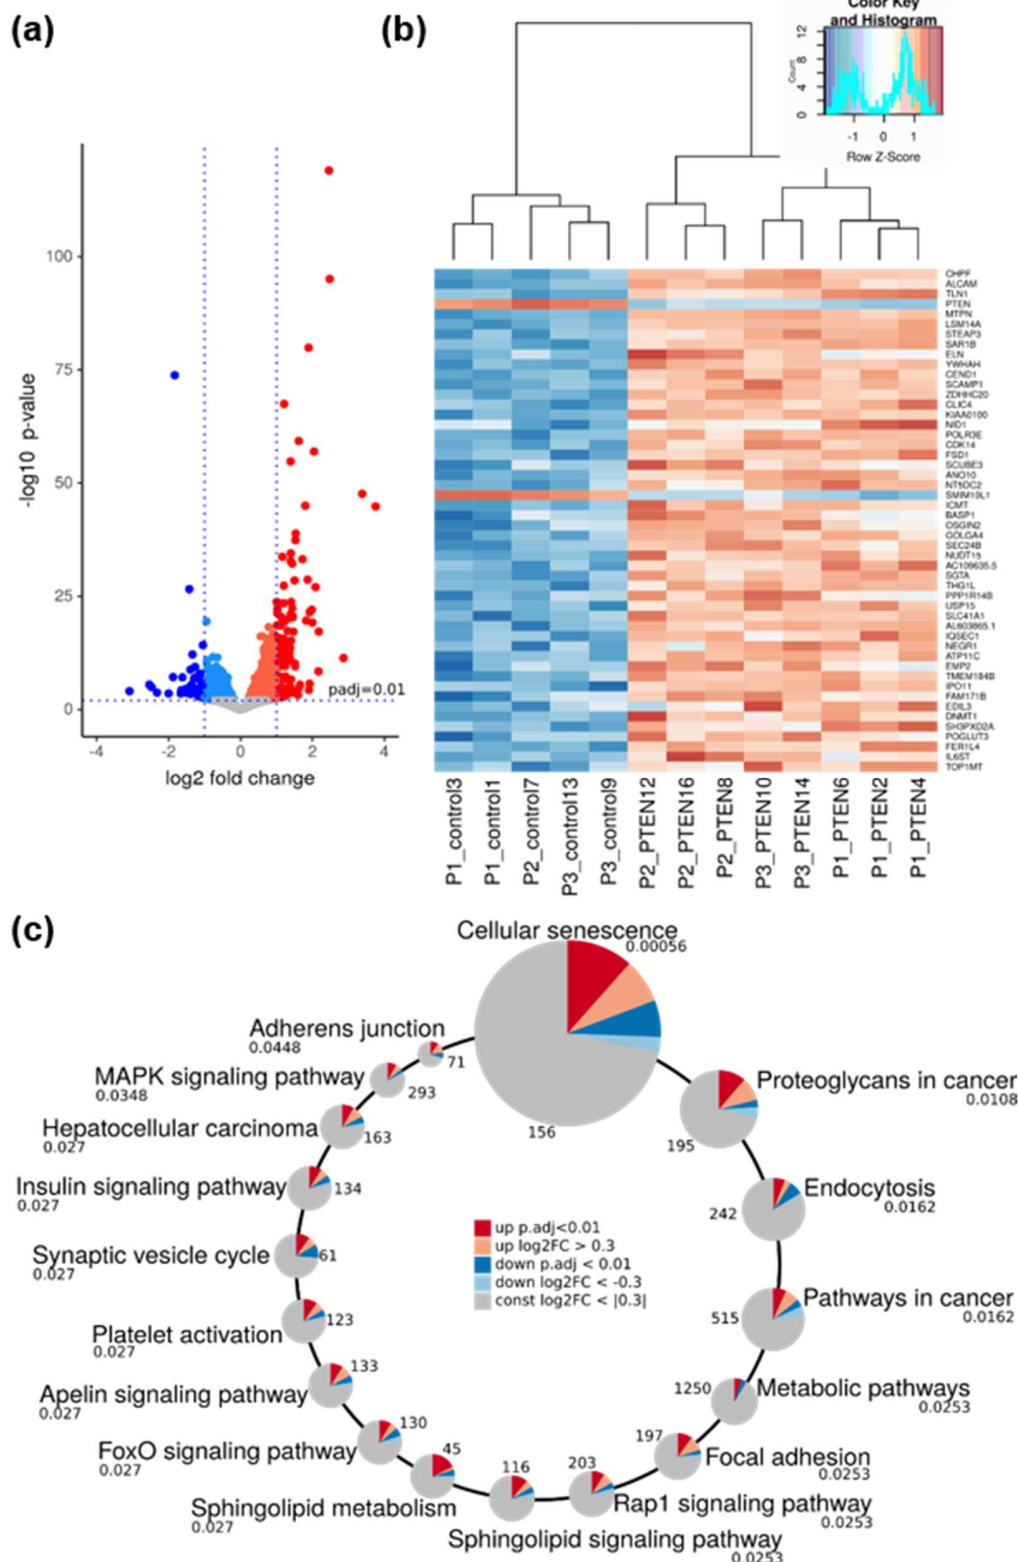 (a)
(b)
Color Key
and Histogram
Count
0 4 8 12
-1 0 1
Row Z-Score
-log10 p-value
100
75
50
25
0
padj=0.01
-4 -2 0 2 4
log2 fold change
CHPF
ALCAM
TLN1
PTEN
MTPN
LSM14A
STEAP3
SAR1B
ELN
YWHAH
CEND1
SCAMP1
ZDHHC20
CLIC4
KIAA0100
NID1
POLR3E
CDK14
FSD1
SCUBE3
ANO10
NT5DC2
SMIM10L1
ICMT
BASP1
OSGIN2
GOLGA4
SEC24B
NUDT15
AC109635.5
SGTA
THG1L
PPP1R14B
USP15
SLC41A1
AL603865.1
IQSEC1
NEGR1
ATP11C
EMP2
TMEM184B
IPO11
FAM171B
EDIL3
DNMT1
SH3PXD2A
POGLUT3
FER1L4
IL6ST
TOP1MT
P1_control3
P1_control1
P2_control7
P3_control13
P3_control9
P2_PTEN12
P2_PTEN16
P2_PTEN8
P3_PTEN10
P3_PTEN14
P1_PTEN6
P1_PTEN2
P1_PTEN4
(c)
Cellular senescence
0.00056
156
Proteoglycans in cancer
0.0108
195
Endocytosis
0.0162
242
Pathways in cancer
0.0162
515
Metabolic pathways
0.0253
1250
Focal adhesion
0.0253
197
Rap1 signaling pathway
0.0253
203
Sphingolipid signaling pathway
0.0253
116
Sphingolipid metabolism
0.027
45
FoxO signaling pathway
0.027
130
Apelin signaling pathway
0.027
133
Platelet activation
0.027
123
Synaptic vesicle cycle
0.027
61
Insulin signaling pathway
0.027
134
Hepatocellular carcinoma
0.027
163
MAPK signaling pathway
0.0348
293
Adherens junction
0.0448
71
up p.adj<0.01
up log2FC > 0.3
down p.adj < 0.01
down log2FC < -0.3
const log2FC < |0.3|